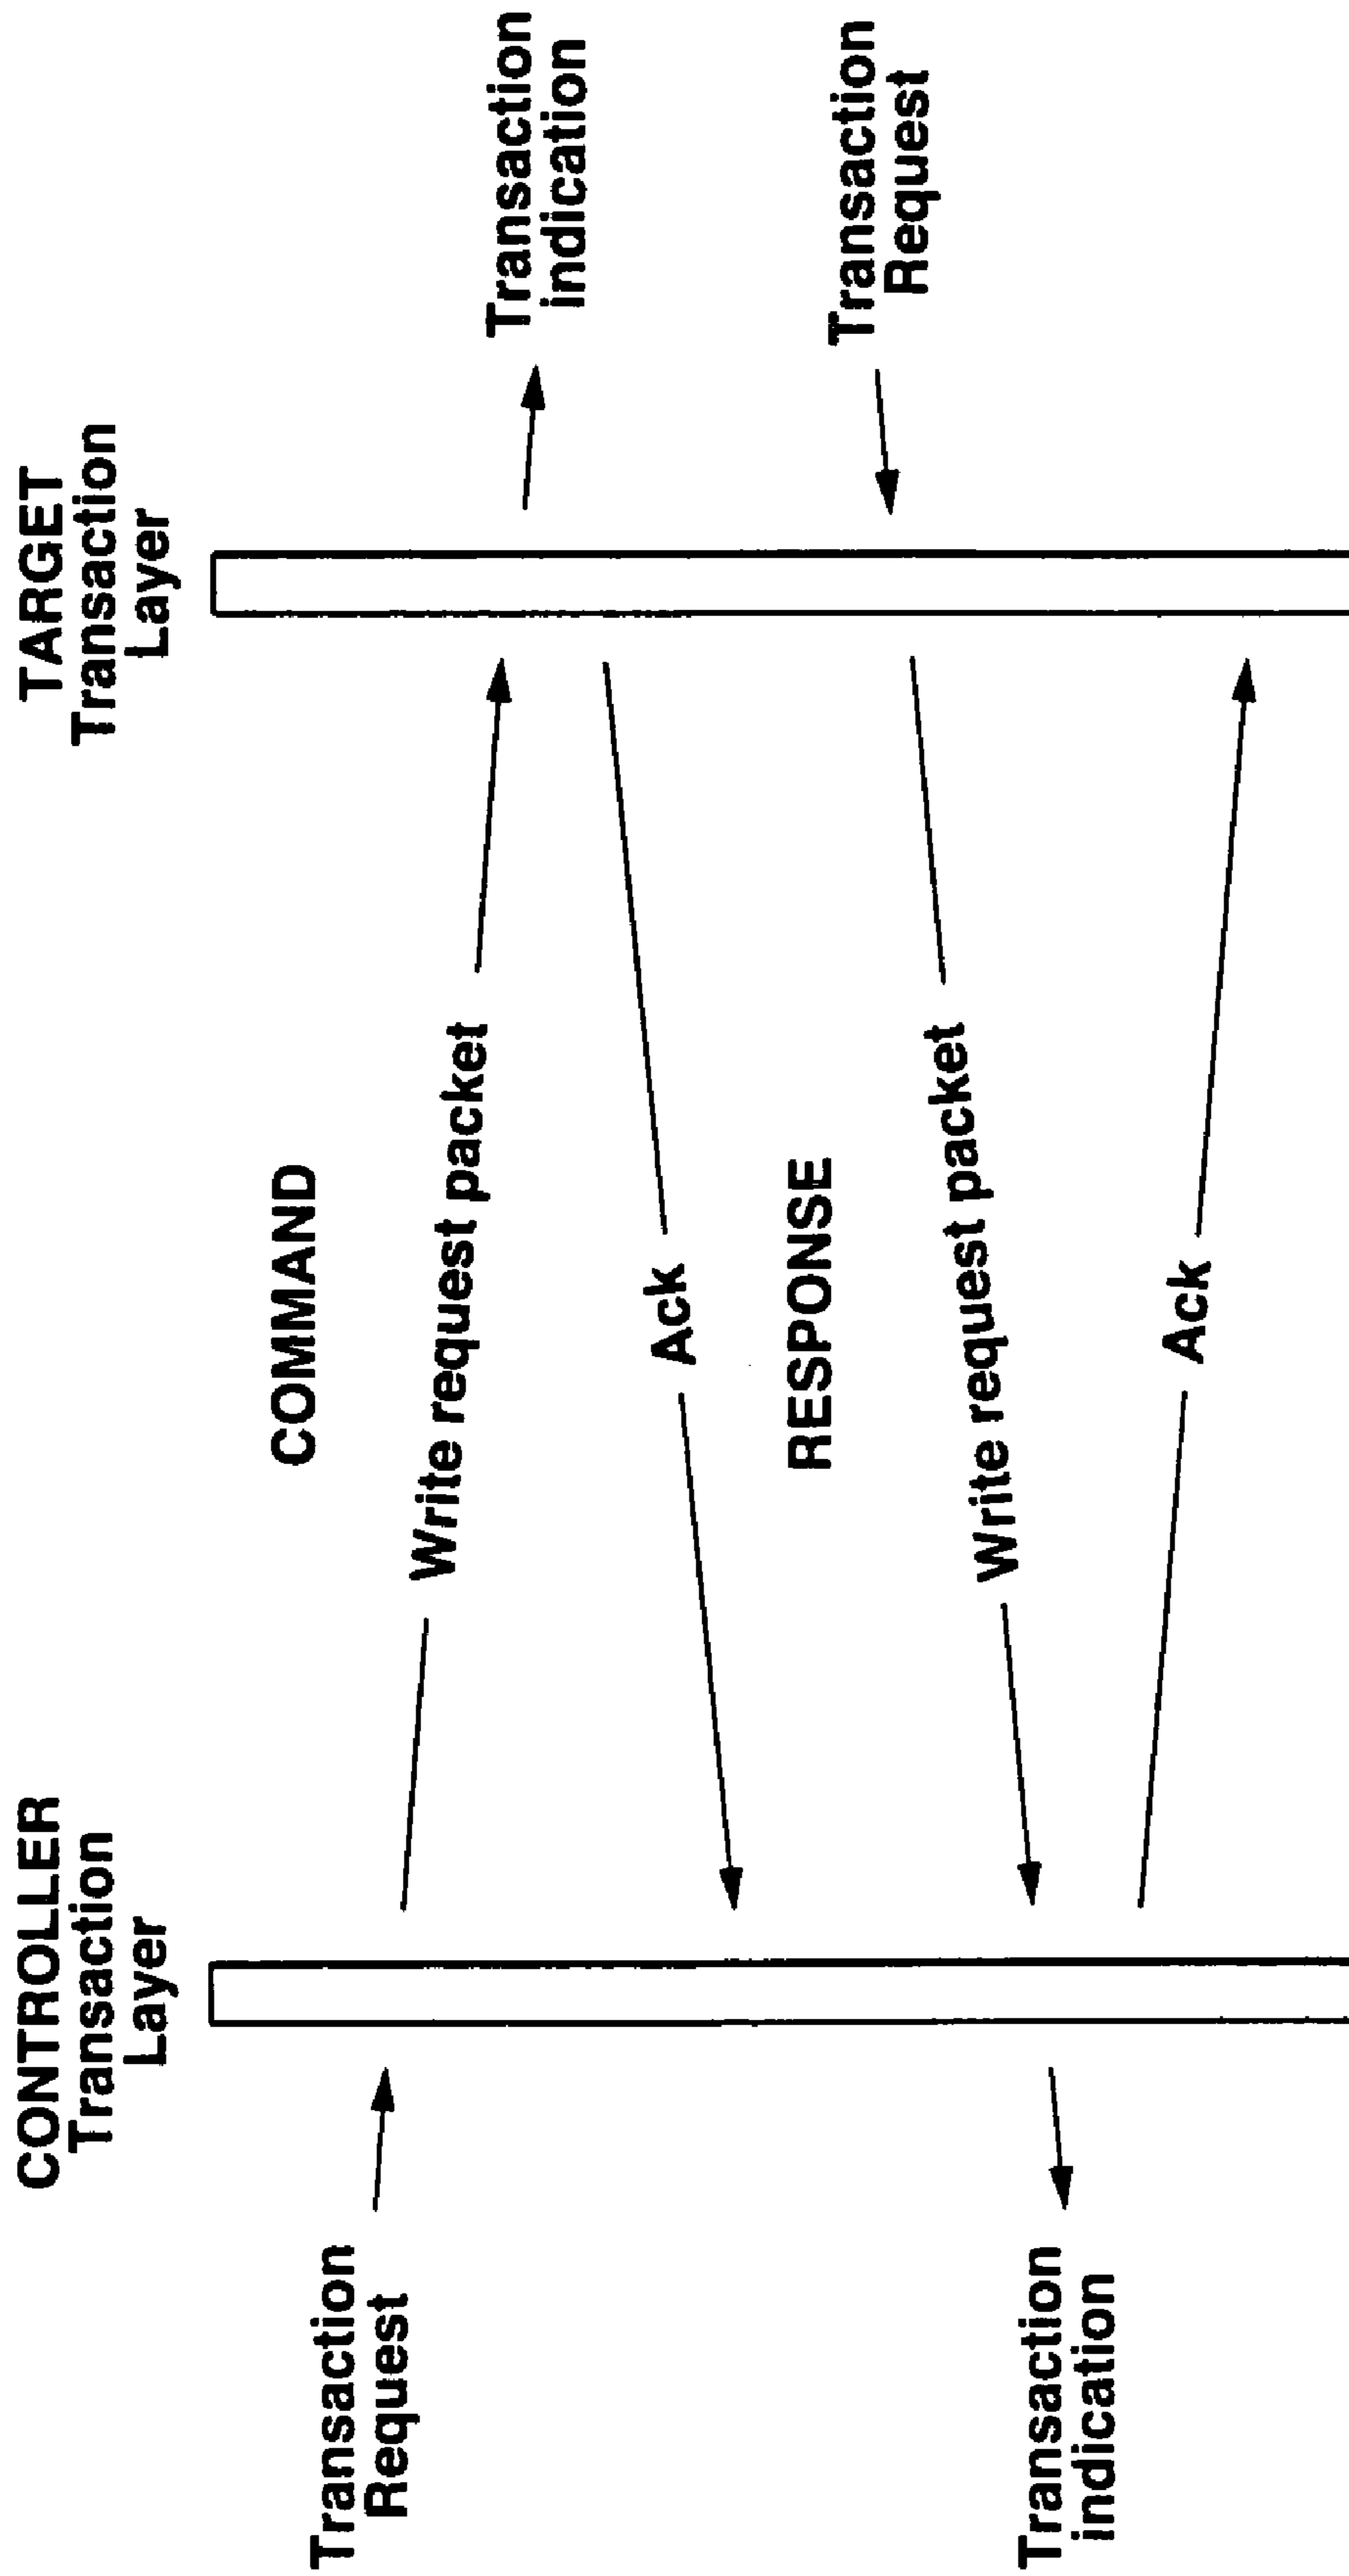 CONTROLLER
Transaction
Layer
TARGET
Transaction
Layer
COMMAND
Transaction
Request
Write request packet
Transaction
indication
Ack
RESPONSE
Transaction
Request
Write request packet
Transaction
indication
Ack